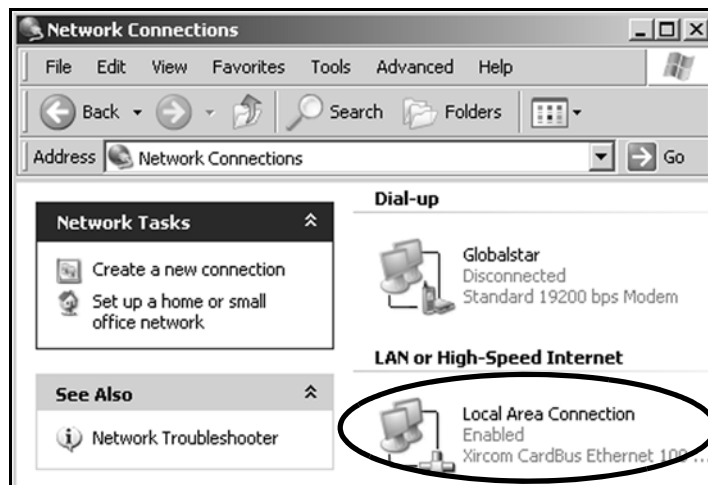 Network Connections
File Edit View Favorites Tools Advanced Help
Back Search Folders
Address Network Connections Go
Network Tasks
Create a new connection
Set up a home or small
office network
See Also
Network Troubleshooter
Dial-up
Globalstar
Disconnected
Standard 19200 bps Modem
LAN or High-Speed Internet
Local Area Connection
Enabled
Xircom CardBus Ethernet 100 ...